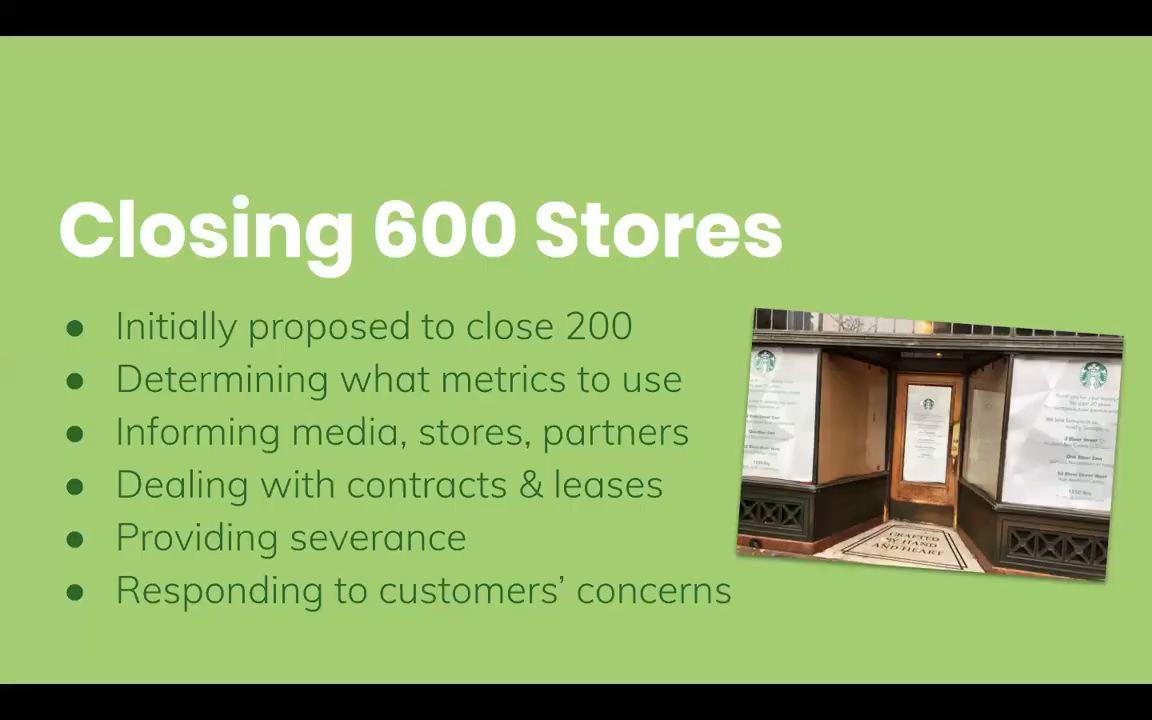 Closing 600 Stores
● Initially proposed to close 200
● Determining what metrics to use
● Informing media, stores, partners
● Dealing with contracts & leases
● Providing severance
● Responding to customers’ concerns
CRAFTED
BY HAND
AND HEART